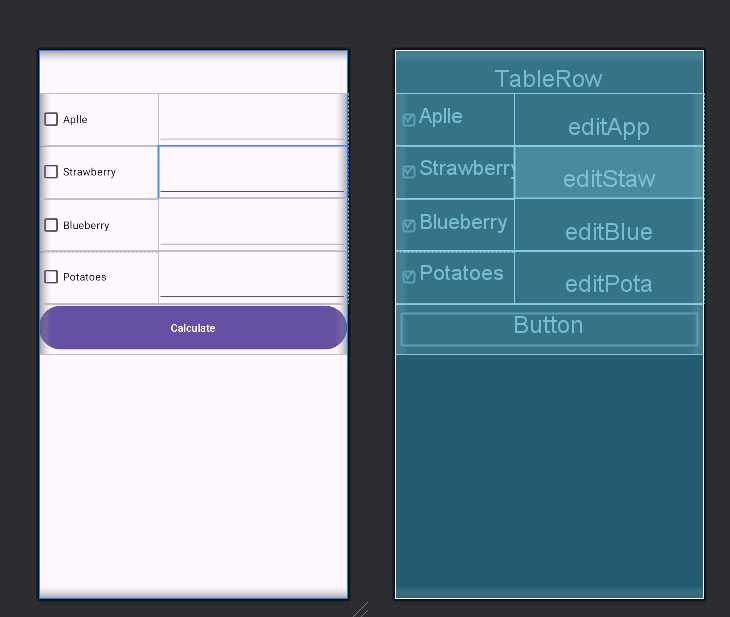 Aplle
Strawberry
Blueberry
Potatoes
Calculate
TableRow
Aplle
editApp
Strawberry
editStaw
Blueberry
editBlue
Potatoes
editPota
Button